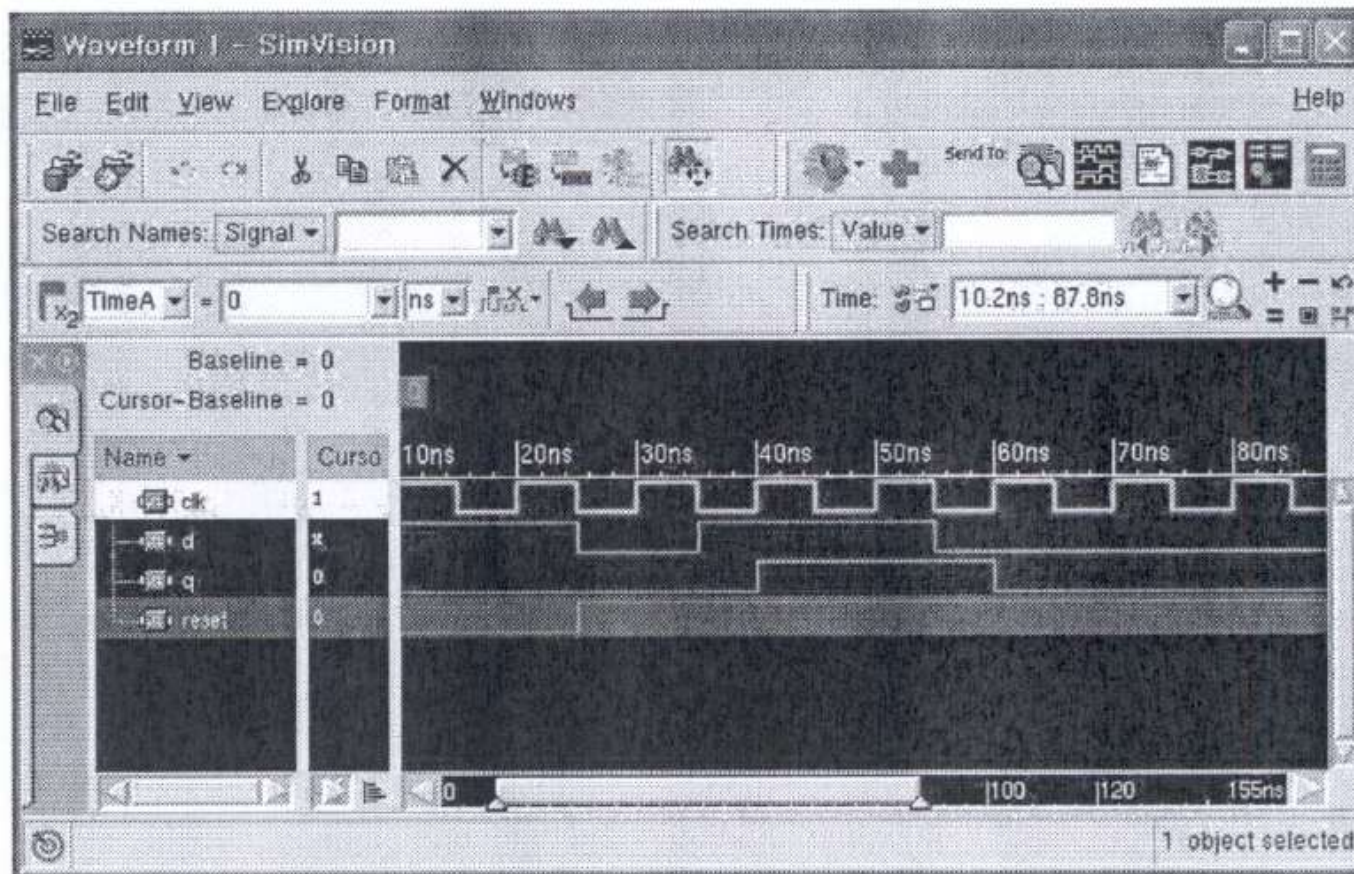 Waveform 1 - SimVision
File Edit View Explore Format Windows Help
Send To:
Search Names: Signal Search Times: Value
x2 TimeA = 0 ns Time: 10.2ns : 87.8ns
Baseline = 0
Cursor-Baseline = 0
Name Curso 10ns 20ns 30ns 40ns 50ns 60ns 70ns 80ns
clk 1
d x
q 0
reset 0
0 100 120 155ns
1 object selected